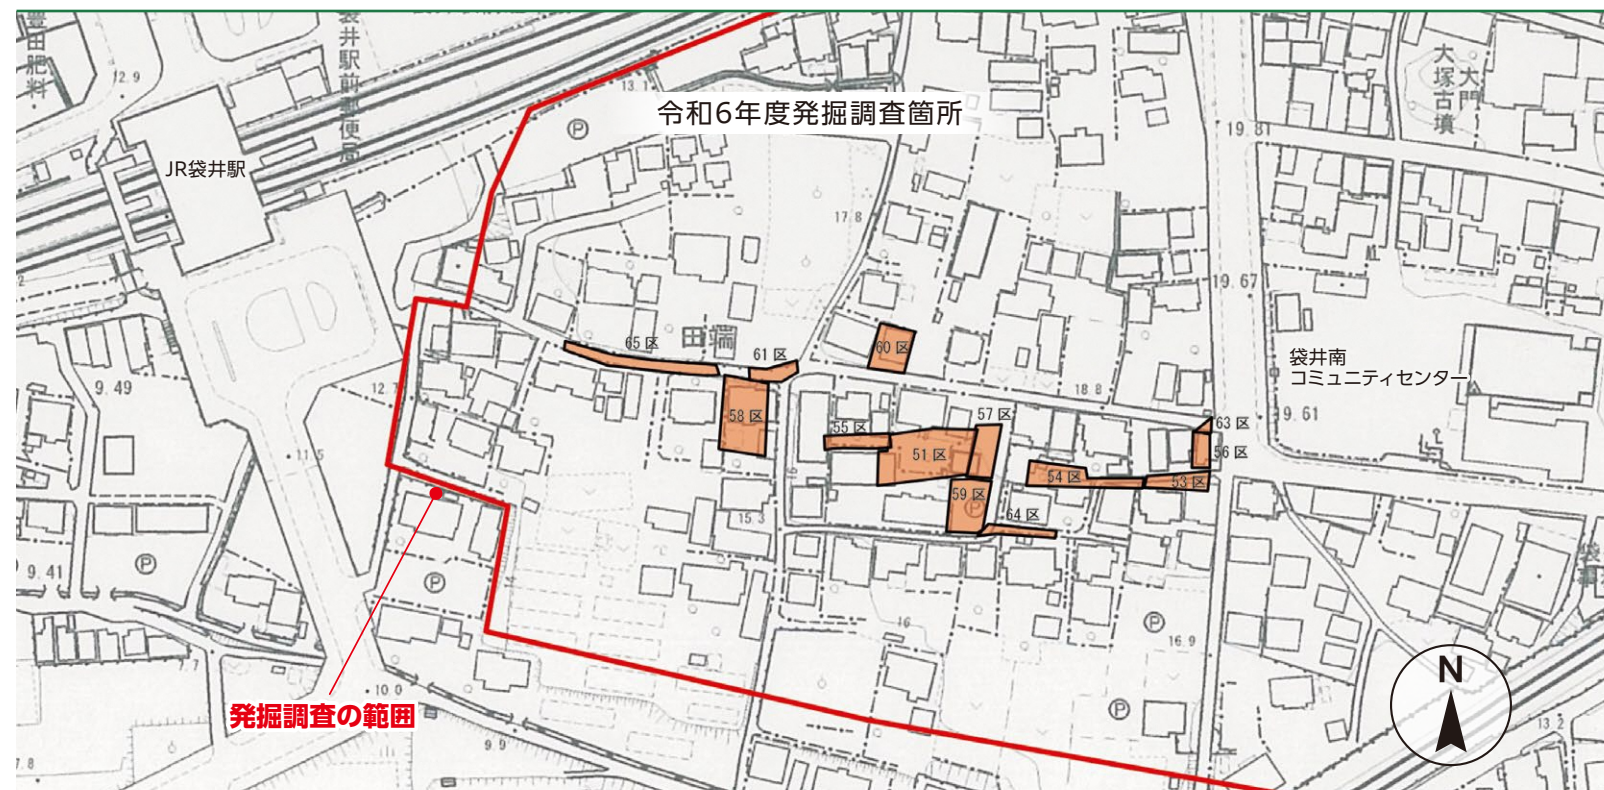 令和6年度発掘調査箇所
豊田肥料
袋井駅前郵便局
大塚古墳
大門
12.9
13.1
JR袋井駅
19.81
17.8
19.67
田端
65区
61区
60区
袋井南
コミュニティセンター
9.49
12.7
18.8
19.61
58区
55区
57区
63区
51区
56区
54区
53区
59区
64区
11.5
15.3
P
9.41
16
16.9
7.7
10.0
発掘調査の範囲
9.9
7.8
13.2
N